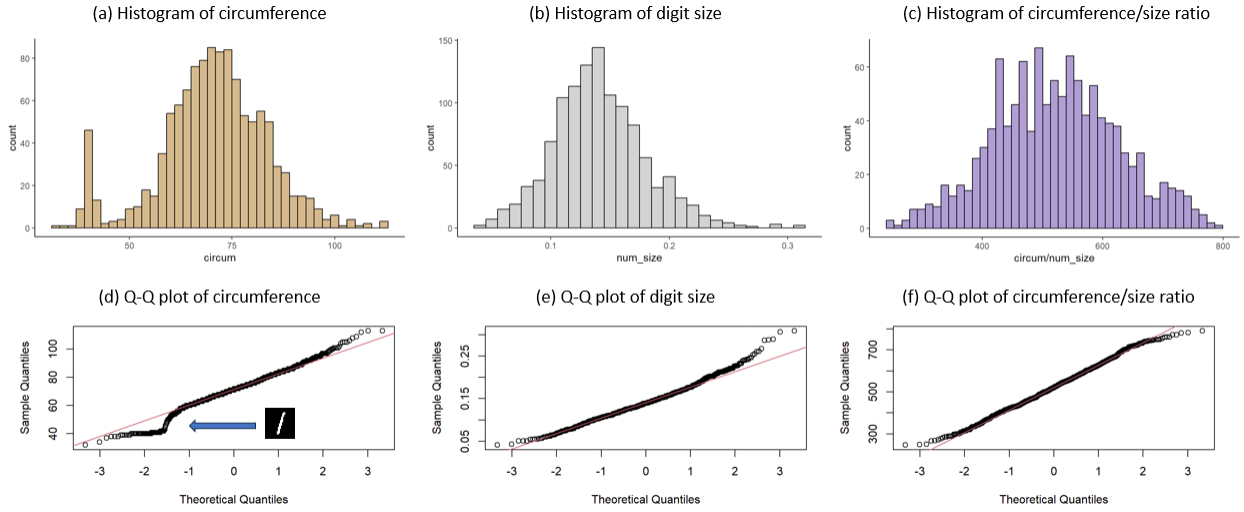 (a) Histogram of circumference
(b) Histogram of digit size
(c) Histogram of circumference/size ratio
count
80
60
40
20
0
50
75
100
circum
count
150
100
50
0
0.1
0.2
0.3
num_size
count
60
40
20
0
400
600
800
circum/num_size
(d) Q-Q plot of circumference
(e) Q-Q plot of digit size
(f) Q-Q plot of circumference/size ratio
Sample Quantiles
100
80
60
40
-3
-2
-1
0
1
2
3
Theoretical Quantiles
Sample Quantiles
0.25
0.15
0.05
-3
-2
-1
0
1
2
3
Theoretical Quantiles
Sample Quantiles
700
500
300
-3
-2
-1
0
1
2
3
Theoretical Quantiles